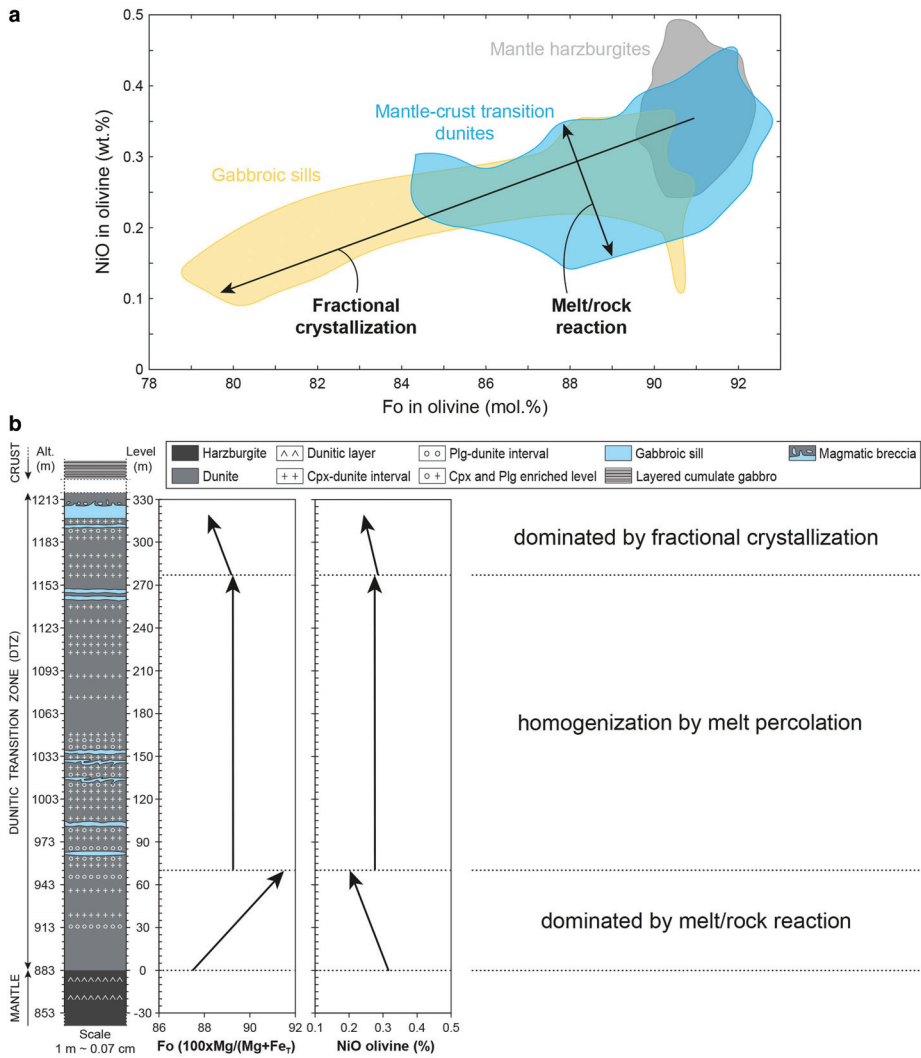 a
0.5
0.4
0.3
0.2
0.1
0
NiO in olivine (wt.%)
Mantle harzburgites
Mantle-crust transition
dunites
Gabbroic sills
Fractional
crystallization
Melt/rock
reaction
78 80 82 84 86 88 90 92
Fo in olivine (mol.%)
b
CRUST
Alt.
(m)
Level
(m)
Harzburgite
Dunitic layer
Plg-dunite interval
Gabbroic sill
Magmatic breccia
Dunite
Cpx-dunite interval
Cpx and Plg enriched level
Layered cumulate gabbro
DUNITIC TRANSITION ZONE (DTZ)
MANTLE
1213 330
1183 300
1153 270
1123 240
1093 210
1063 180
1033 150
1003 120
973 90
943 60
913 30
883 0
853 -30
dominated by fractional crystallization
homogenization by melt percolation
dominated by melt/rock reaction
Scale
1 m ~ 0.07 cm
86 88 90 92
Fo (100xMg/(Mg+FeT)
0.1 0.2 0.3 0.4 0.5
NiO olivine (%)